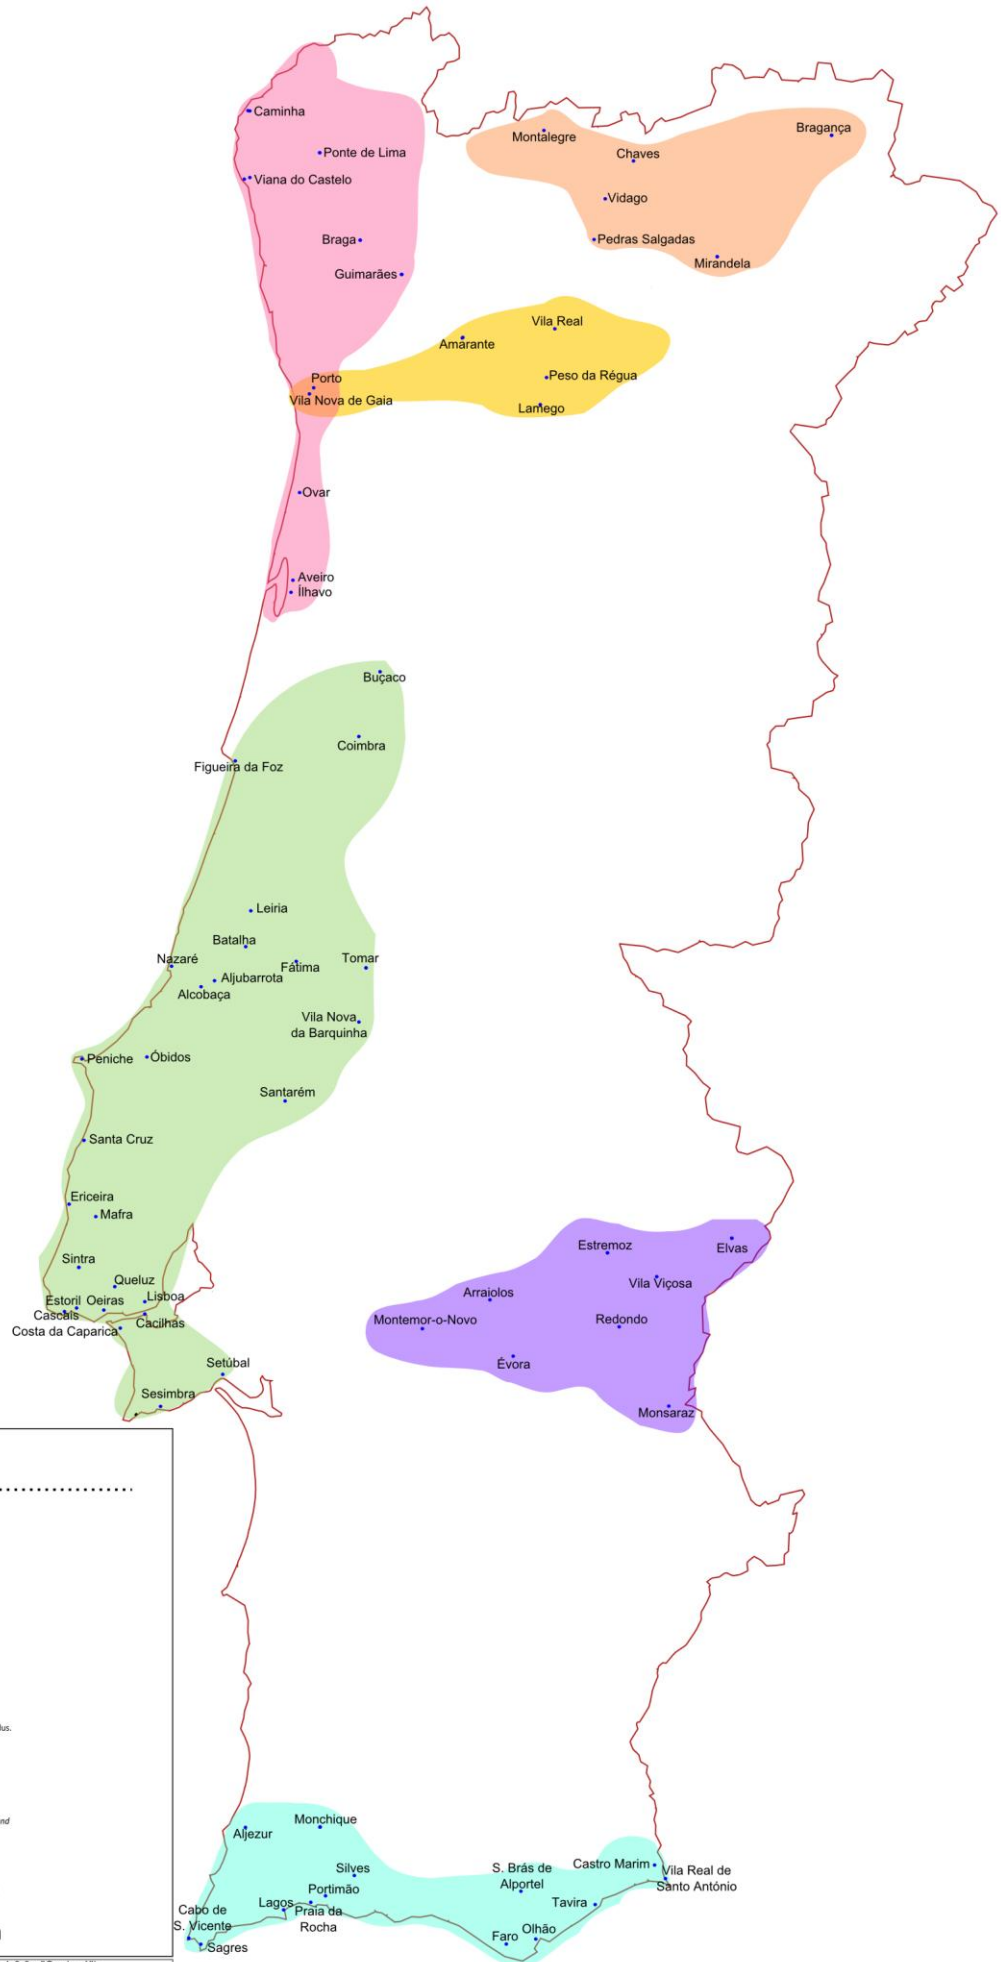 Caminha
Ponte de Lima
Viana do Castelo
Braga
Guimarães
Montalegre
Chaves
Bragança
Vidago
Pedras Salgadas
Mirandela
Vila Real
Amarante
Porto
Peso da Régua
Vila Nova de Gaia
Lamego
Ovar
Aveiro
Ílhavo
Buçaco
Coimbra
Figueira da Foz
Leiria
Batalha
Nazaré
Fátima
Tomar
Aljubarrota
Alcobaça
Vila Nova
da Barquinha
Peniche
Óbidos
Santarém
Santa Cruz
Ericeira
Mafra
Sintra
Queluz
Estoril
Oeiras
Lisboa
Cascais
Cacilhas
Costa da Caparica
Setúbal
Sesimbra
Estremoz
Elvas
Vila Viçosa
Arraiolos
Montemor-o-Novo
Redondo
Évora
Monsaraz
lus.
nd
Monchique
Aljezur
Silves
Portimão
Lagos
Praia da
Rocha
Cabo de
S. Vicente
Sagres
S. Brás de
Alportel
Castro Marim
Vila Real de
Santo António
Tavira
Olhão
Faro